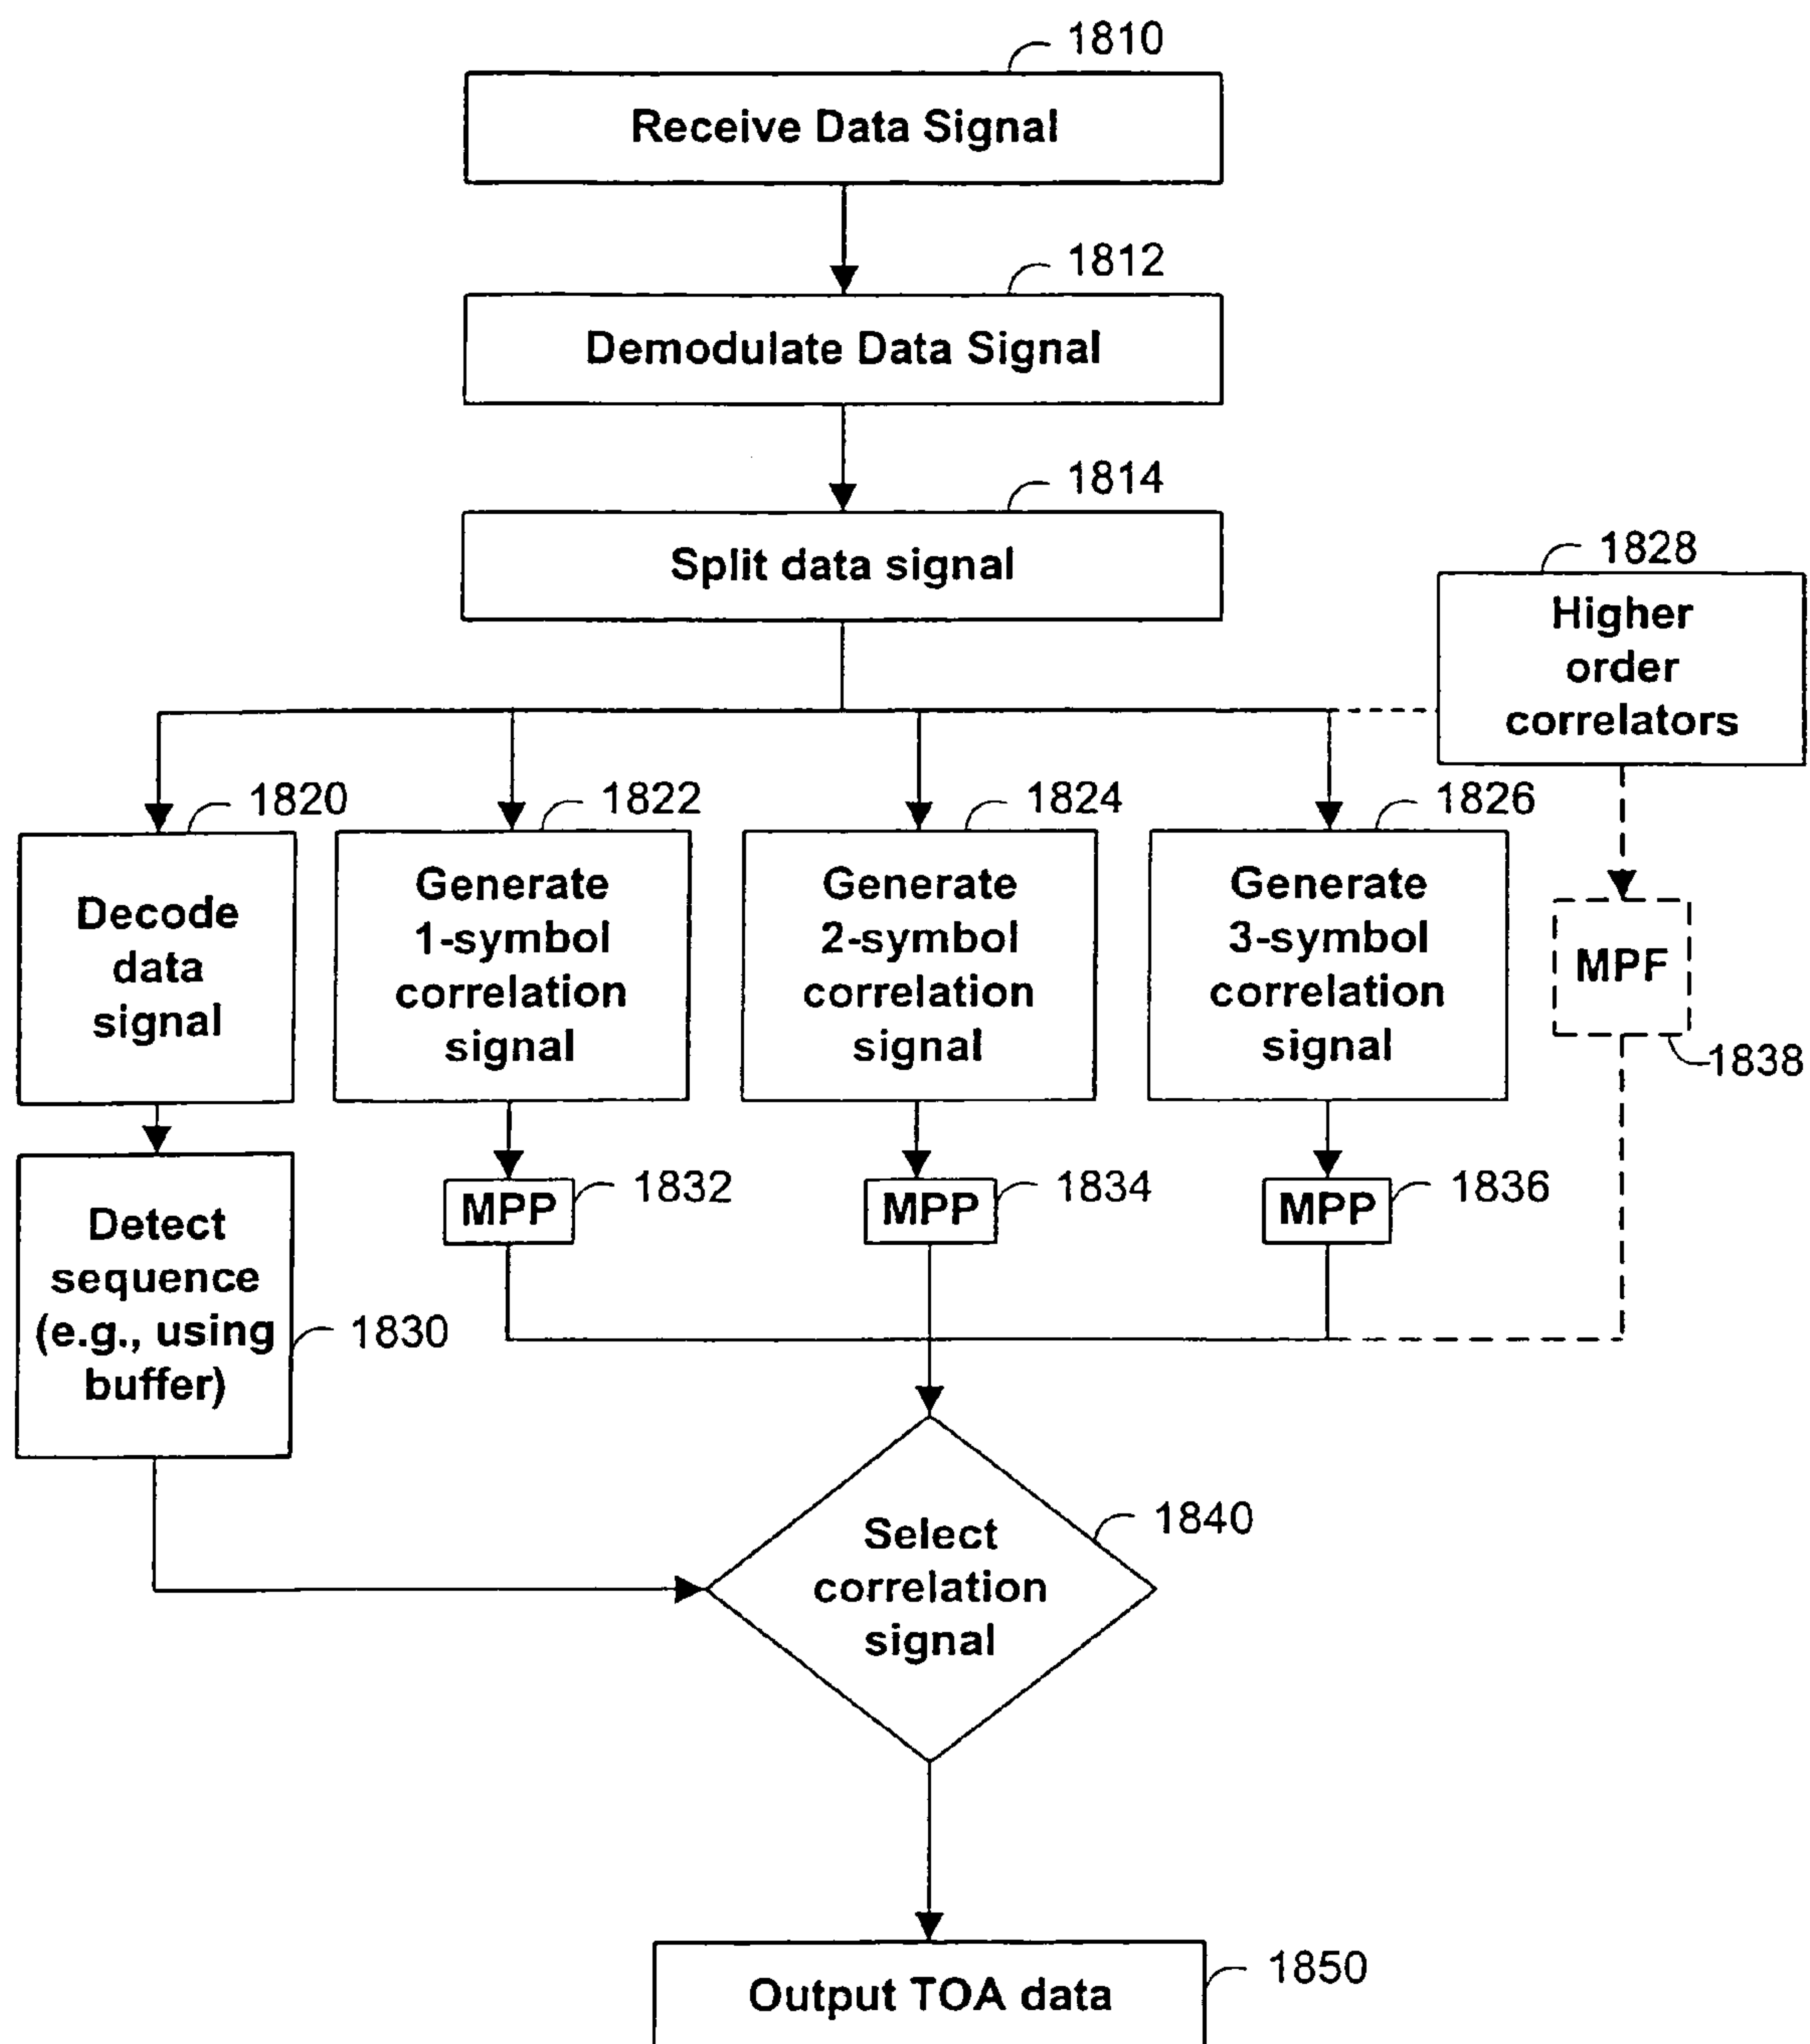 1810
Receive Data Signal
1812
Demodulate Data Signal
1814
Split data signal
1828
Higher
order
correlators
1820
Decode
data
signal
1822
Generate
1-symbol
correlation
signal
1824
Generate
2-symbol
correlation
signal
1826
Generate
3-symbol
correlation
signal
MPF
1838
Detect
sequence
(e.g., using
buffer)
1830
MPP
1832
MPP
1834
MPP
1836
Select
correlation
signal
1840
Output TOA data
1850